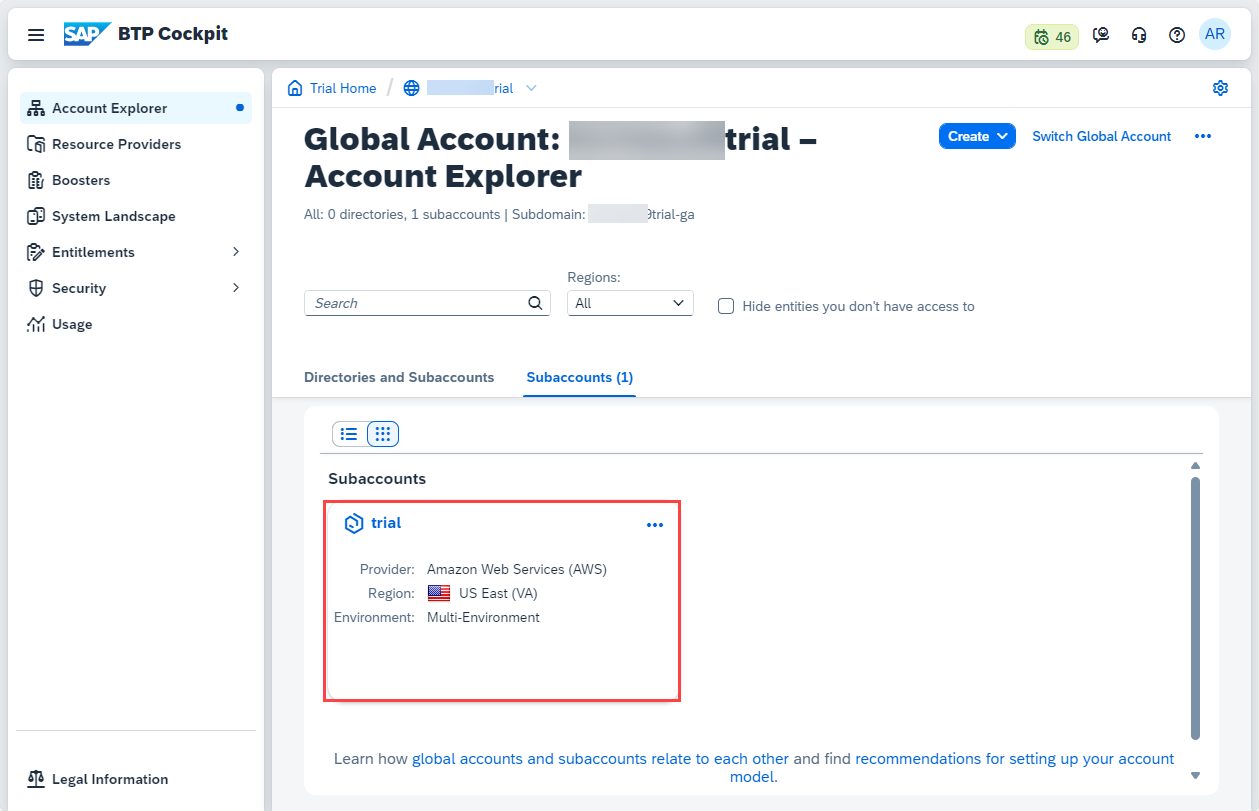 SAP BTP Cockpit
46
AR
Account Explorer
Resource Providers
Boosters
System Landscape
Entitlements
Security
Usage
Legal Information
Trial Home / rial
Global Account: trial –
Account Explorer
Create
Switch Global Account
All: 0 directories, 1 subaccounts | Subdomain: trial-ga
Regions:
Search
All
Hide entities you don't have access to
Directories and Subaccounts
Subaccounts (1)
Subaccounts
trial
Provider: Amazon Web Services (AWS)
Region: US East (VA)
Environment: Multi-Environment
Learn how global accounts and subaccounts relate to each other and find recommendations for setting up your account
model.